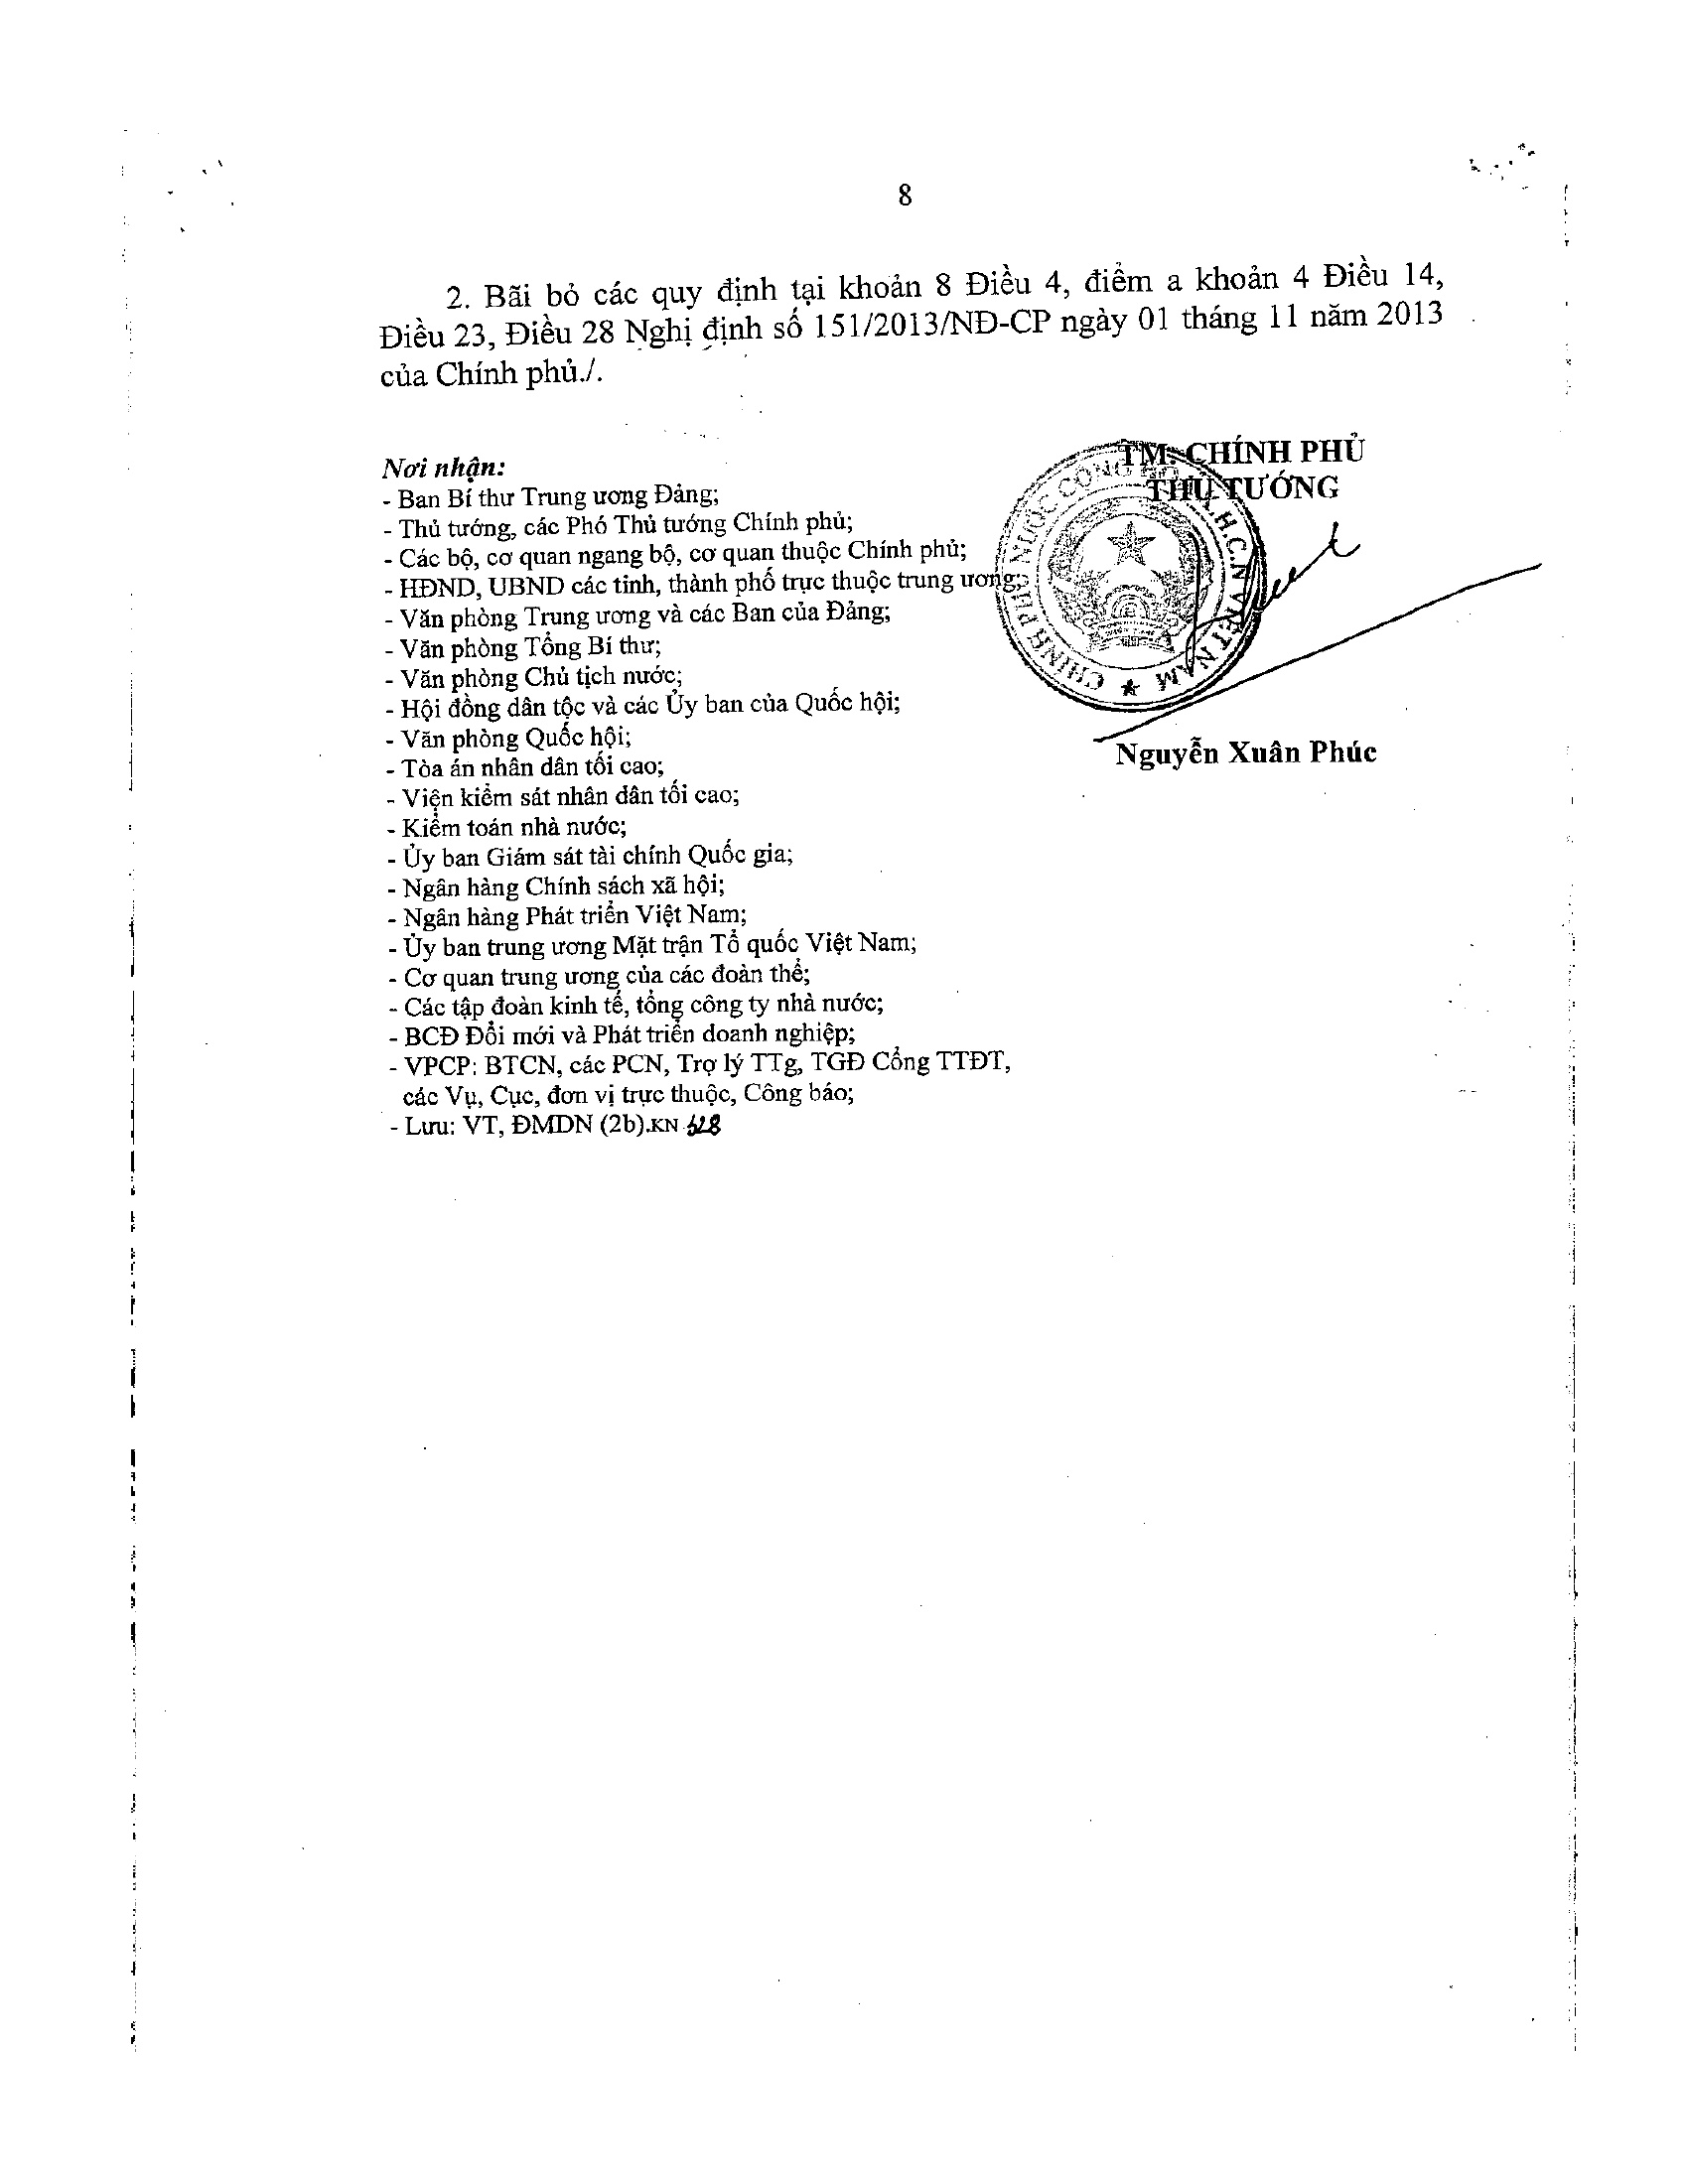 8
2. Bãi bỏ các quy định tại khoản 8 Điều 4, điểm a khoản 4 Điều 14,
Điều 23, Điều 28 Nghị định số 151/2013/NĐ-CP ngày 01 tháng 11 năm 2013
của Chính phủ./.
Nơi nhận:
- Ban Bí thư Trung ương Đảng;
- Thủ tướng, các Phó Thủ tướng Chính phủ;
- Các bộ, cơ quan ngang bộ, cơ quan thuộc Chính phủ;
- HĐND, UBND các tỉnh, thành phố trực thuộc trung ương;
- Văn phòng Trung ương và các Ban của Đảng;
- Văn phòng Tổng Bí thư;
- Văn phòng Chủ tịch nước;
- Hội đồng dân tộc và các Ủy ban của Quốc hội;
- Văn phòng Quốc hội;
- Tòa án nhân dân tối cao;
- Viện kiểm sát nhân dân tối cao;
- Kiểm toán nhà nước;
- Ủy ban Giám sát tài chính Quốc gia;
- Ngân hàng Chính sách xã hội;
- Ngân hàng Phát triển Việt Nam;
- Ủy ban trung ương Mặt trận Tổ quốc Việt Nam;
- Cơ quan trung ương của các đoàn thể;
- Các tập đoàn kinh tế, tổng công ty nhà nước;
- BCĐ Đổi mới và Phát triển doanh nghiệp;
- VPCP: BTCN, các PCN, Trợ lý TTg, TGĐ Cổng TTĐT,
các Vụ, Cục, đơn vị trực thuộc, Công báo;
- Lưu: VT, ĐMDN (2b).KN
TM. CHÍNH PHỦ
THỦ TƯỚNG
CHÍNH PHỦ NƯỚC CỘNG HÒA X.H.C.N VIỆT NAM
Nguyễn Xuân Phúc